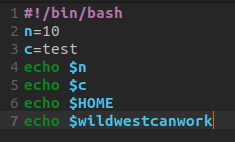 1 #!/bin/bash
2 n=10
3 c=test
4 echo $n
5 echo $c
6 echo $HOME
7 echo $wildwestcanwork